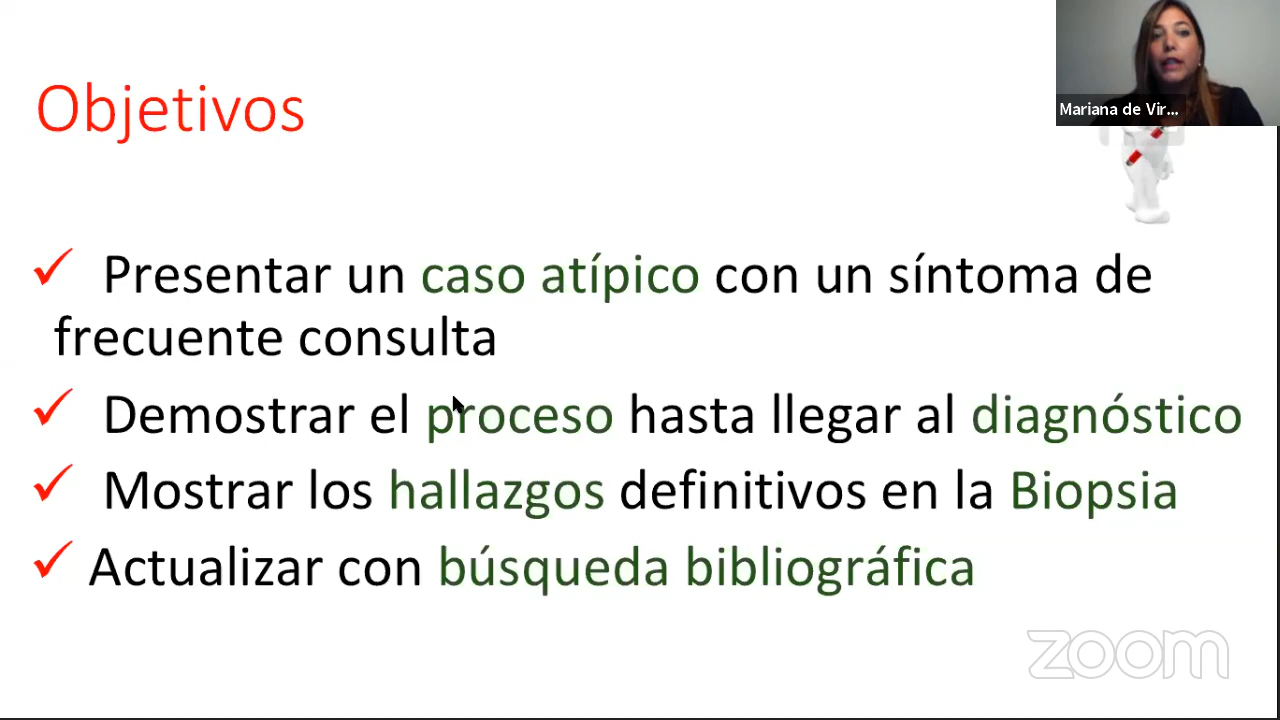 Mariana de Vir...
Objetivos
✓ Presentar un caso atípico con un síntoma de
frecuente consulta
✓ Demostrar el proceso hasta llegar al diagnóstico
✓ Mostrar los hallazgos definitivos en la Biopsia
✓ Actualizar con búsqueda bibliográfica
zoom